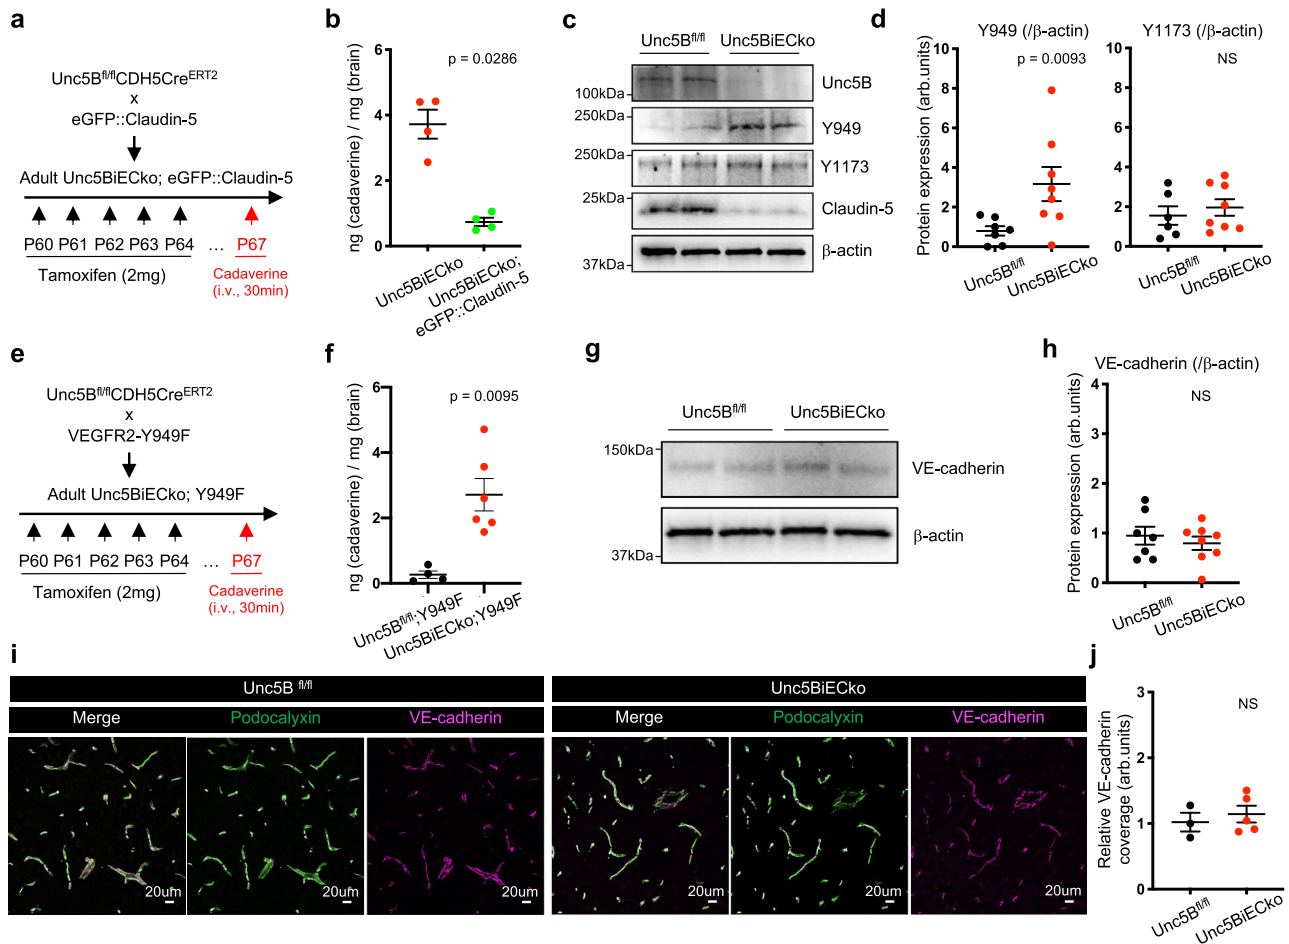 a
Unc5Bfl/flCDH5CreERT2
x
eGFP::Claudin-5
Adult Unc5BiECko; eGFP::Claudin-5
P60 P61 P62 P63 P64 ... P67
Tamoxifen (2mg)
Cadaverine
(i.v., 30min)
b
ng (cadaverine) / mg (brain)
6
4
2
0
p = 0.0286
Unc5BiECko
Unc5BiECko;
eGFP::Claudin-5
c
Unc5Bfl/fl Unc5BiECko
100kDa
Unc5B
250kDa
Y949
250kDa
Y1173
25kDa
Claudin-5
37kDa
β-actin
d
Protein expression (arb.units)
Y949 (/β-actin)
p = 0.0093
10
8
6
4
2
0
Unc5Bfl/fl
Unc5BiECko
Y1173 (/β-actin)
NS
10
8
6
4
2
0
Unc5Bfl/fl
Unc5BiECko
e
Unc5Bfl/flCDH5CreERT2
x
VEGFR2-Y949F
Adult Unc5BiECko; Y949F
P60 P61 P62 P63 P64 ... P67
Tamoxifen (2mg)
Cadaverine
(i.v., 30min)
f
ng (cadaverine) / mg (brain)
6
4
2
0
p = 0.0095
Unc5Bfl/fl;Y949F
Unc5BiECko;Y949F
g
Unc5Bfl/fl Unc5BiECko
150kDa
VE-cadherin
37kDa
β-actin
h
VE-cadherin (/β-actin)
NS
Protein expression (arb.units)
4
3
2
1
0
Unc5Bfl/fl
Unc5BiECko
i
Unc5B fl/fl
Merge Podocalyxin VE-cadherin
20um 20um 20um
Unc5BiECko
Merge Podocalyxin VE-cadherin
20um 20um 20um
j
Relative VE-cadherin
coverage (arb.units)
NS
3
2
1
0
Unc5Bfl/fl
Unc5BiECko